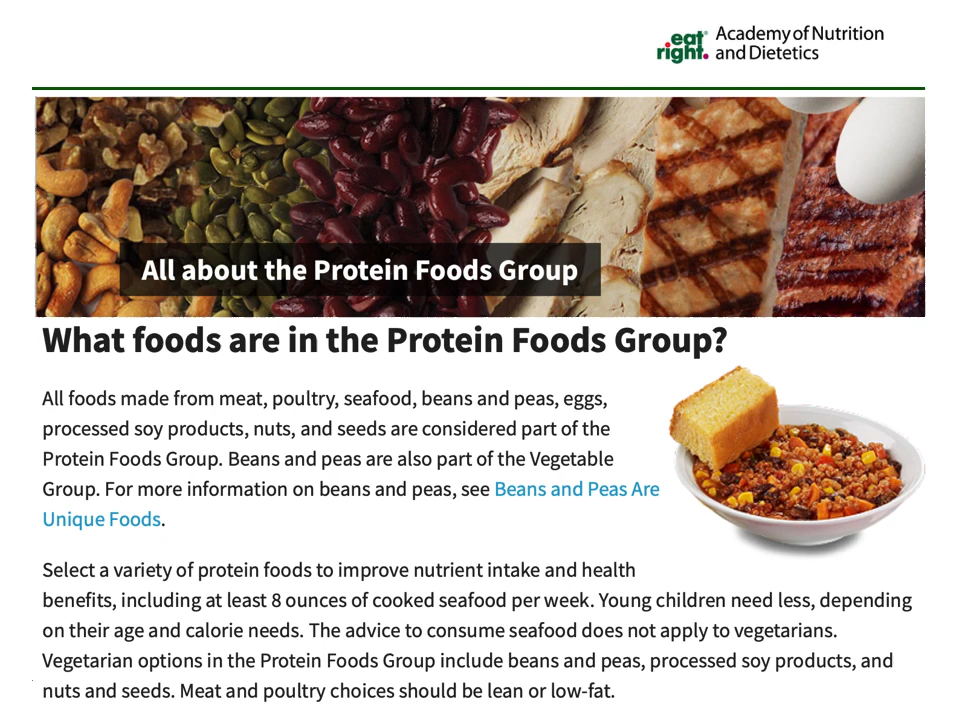 eat right.
Academy of Nutrition
and Dietetics
All about the Protein Foods Group
What foods are in the Protein Foods Group?
All foods made from meat, poultry, seafood, beans and peas, eggs,
processed soy products, nuts, and seeds are considered part of the
Protein Foods Group. Beans and peas are also part of the Vegetable
Group. For more information on beans and peas, see Beans and Peas Are
Unique Foods.
Select a variety of protein foods to improve nutrient intake and health
benefits, including at least 8 ounces of cooked seafood per week. Young children need less, depending
on their age and calorie needs. The advice to consume seafood does not apply to vegetarians.
Vegetarian options in the Protein Foods Group include beans and peas, processed soy products, and
nuts and seeds. Meat and poultry choices should be lean or low-fat.